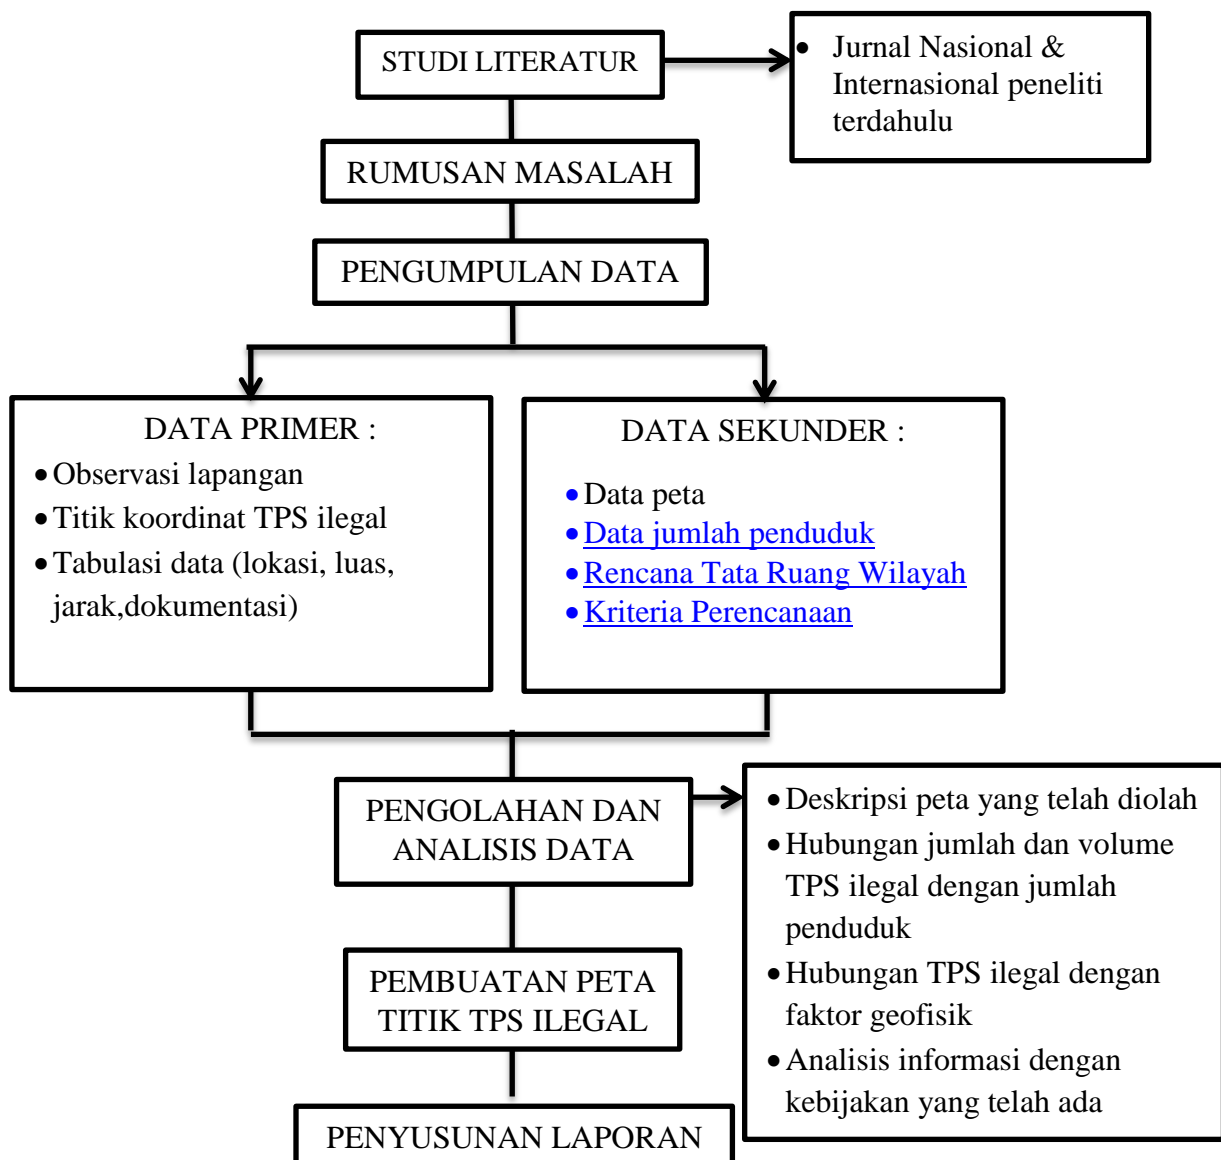 STUDI LITERATUR
• Jurnal Nasional &
Internasional peneliti
terdahulu
RUMUSAN MASALAH
PENGUMPULAN DATA
DATA PRIMER :
• Observasi lapangan
• Titik koordinat TPS ilegal
• Tabulasi data (lokasi, luas,
jarak,dokumentasi)
DATA SEKUNDER :
• Data peta
• Data jumlah penduduk
• Rencana Tata Ruang Wilayah
• Kriteria Perencanaan
PENGOLAHAN DAN
ANALISIS DATA
• Deskripsi peta yang telah diolah
• Hubungan jumlah dan volume
TPS ilegal dengan jumlah
penduduk
• Hubungan TPS ilegal dengan
faktor geofisik
• Analisis informasi dengan
kebijakan yang telah ada
PEMBUATAN PETA
TITIK TPS ILEGAL
PENYUSUNAN LAPORAN